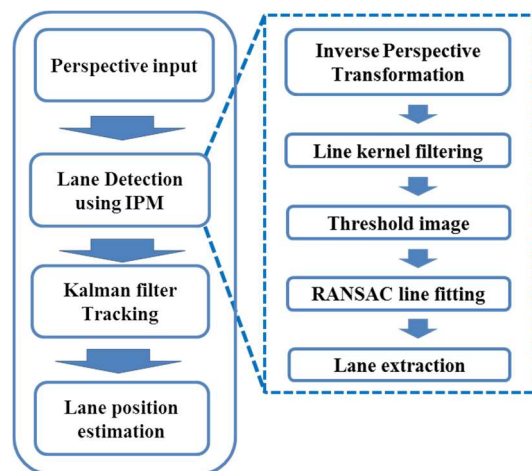 Perspective input
Lane Detection
using IPM
Kalman filter
Tracking
Lane position
estimation
Inverse Perspective
Transformation
Line kernel filtering
Threshold image
RANSAC line fitting
Lane extraction